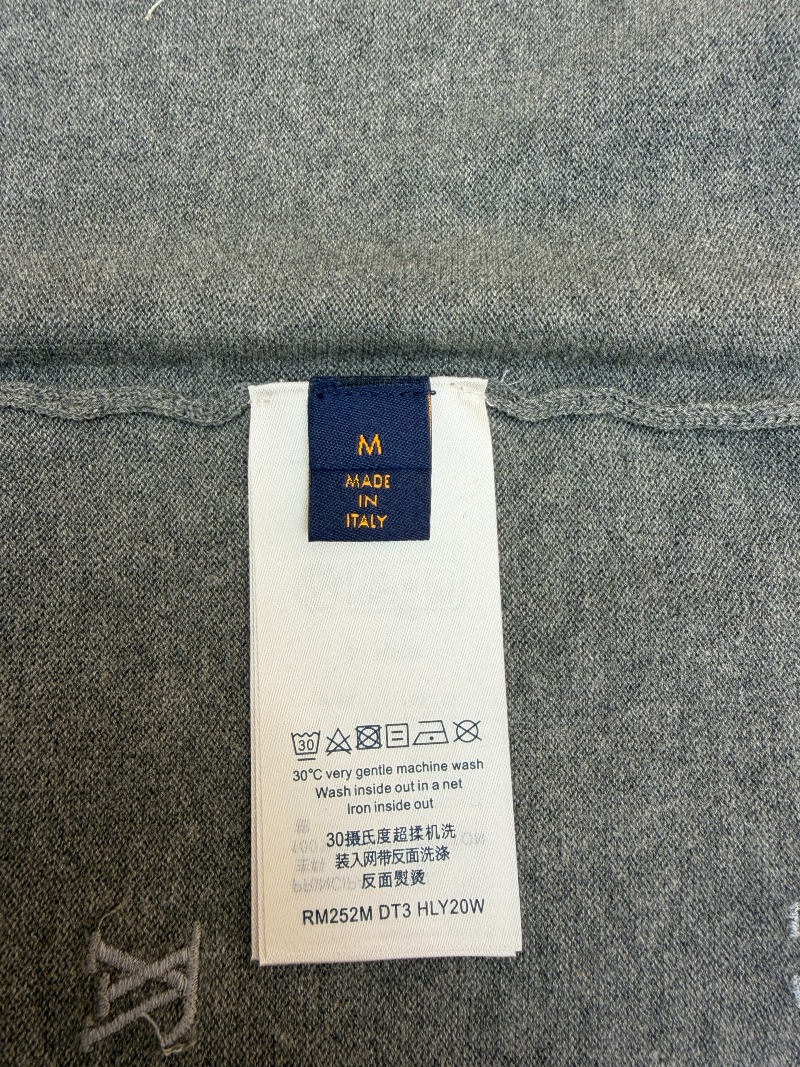 M
MADE
IN
ITALY
30
30°C very gentle machine wash
Wash inside out in a net
Iron inside out
30摄氏度超柔机洗
装入网带反面洗涤
反面熨烫
RM252M DT3 HLY20W